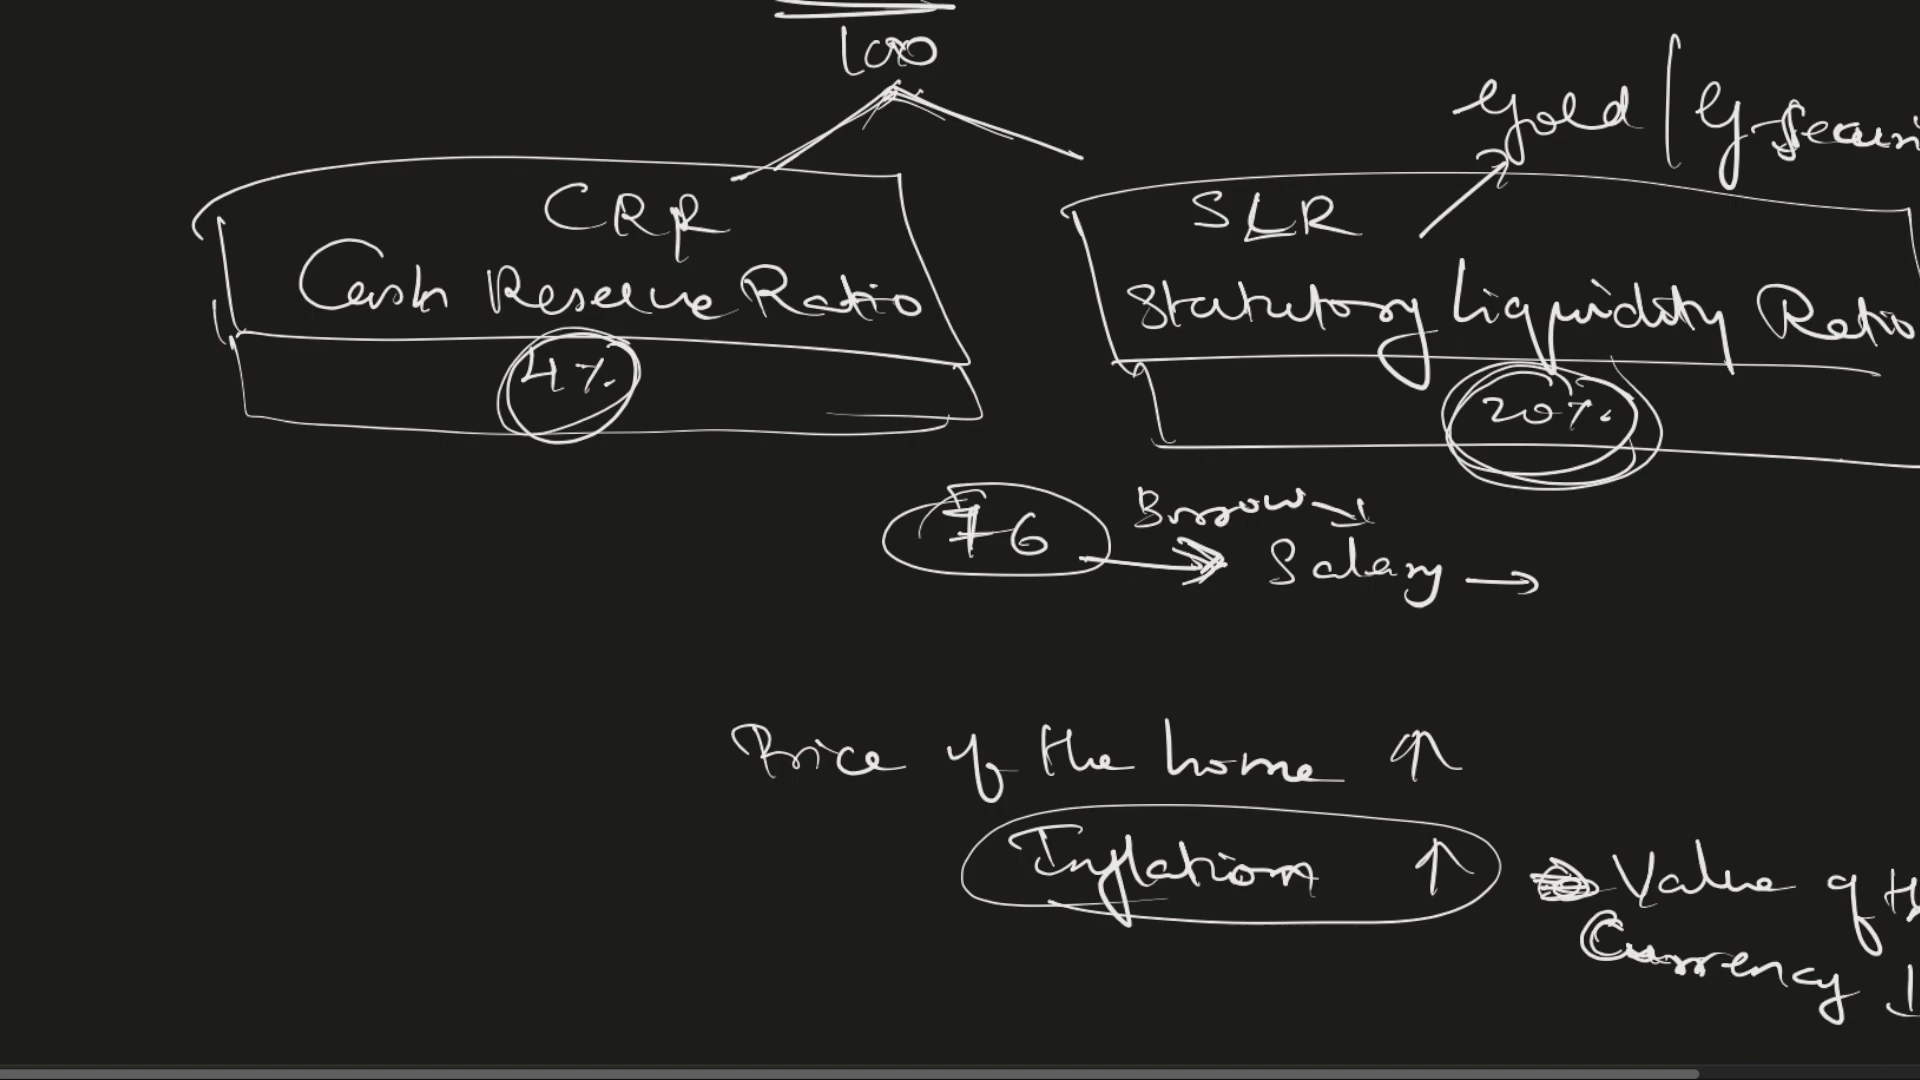 100
Gold | G-Securi
CRR
Cash Reserve Ratio
4%
SLR
Statutory Liquidity Ratio
20%
76
Borrow →
Salary →
Price of the home ↑
Inflation ↑
Value of th
Currency ↓